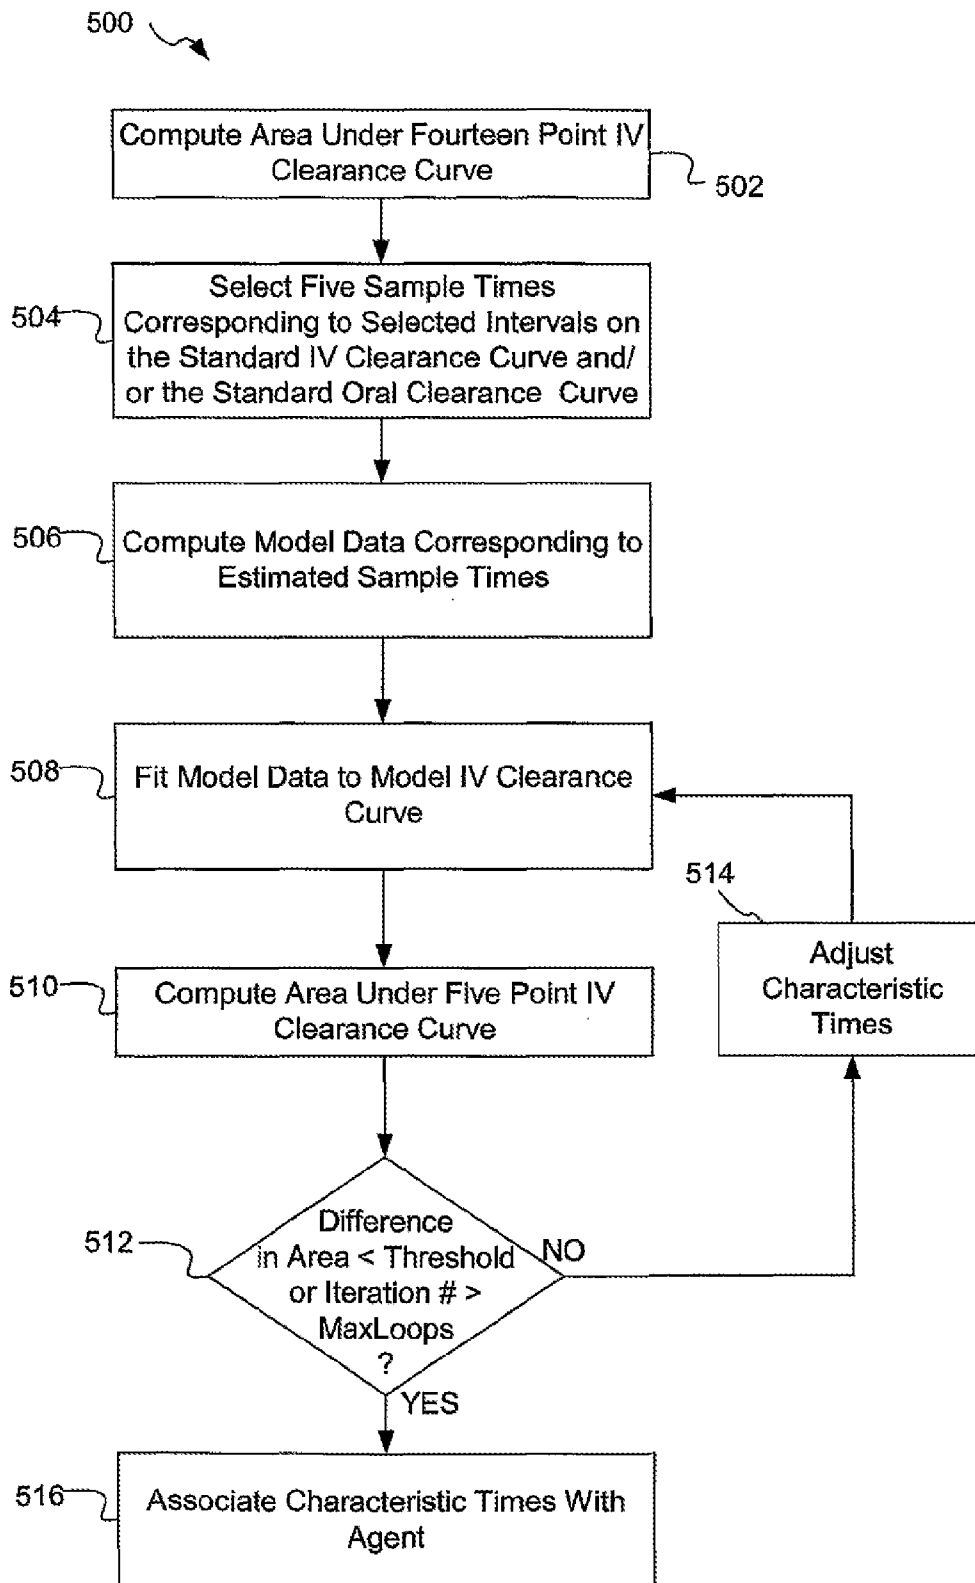 500
Compute Area Under Fourteen Point IV
Clearance Curve
502
504
Select Five Sample Times
Corresponding to Selected Intervals on
the Standard IV Clearance Curve and/
or the Standard Oral Clearance Curve
506
Compute Model Data Corresponding to
Estimated Sample Times
508
Fit Model Data to Model IV Clearance
Curve
514
Adjust
Characteristic
Times
510
Compute Area Under Five Point IV
Clearance Curve
512
Difference
in Area < Threshold
or Iteration # >
MaxLoops
?
NO
YES
516
Associate Characteristic Times With
Agent